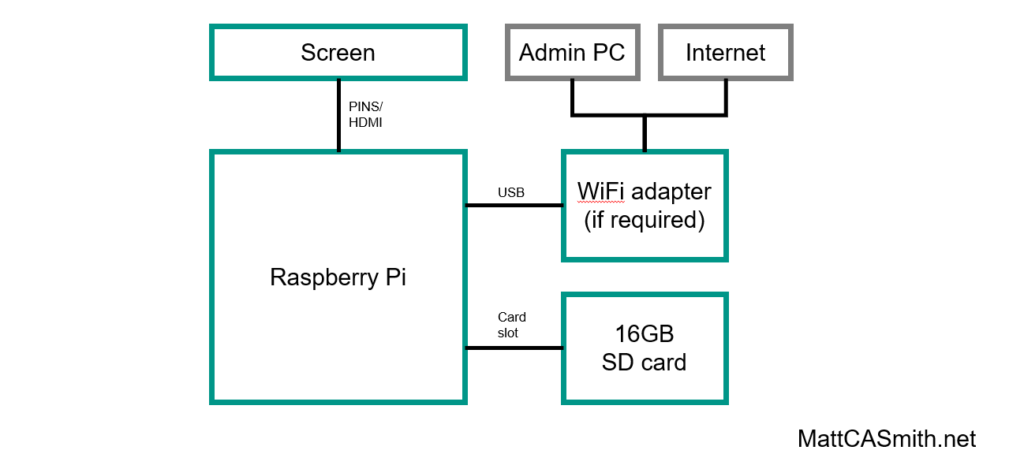 Screen
Admin PC
Internet
PINS/
HDMI
USB
WiFi adapter
(if required)
Raspberry Pi
Card
slot
16GB
SD card
MattCASmith.net